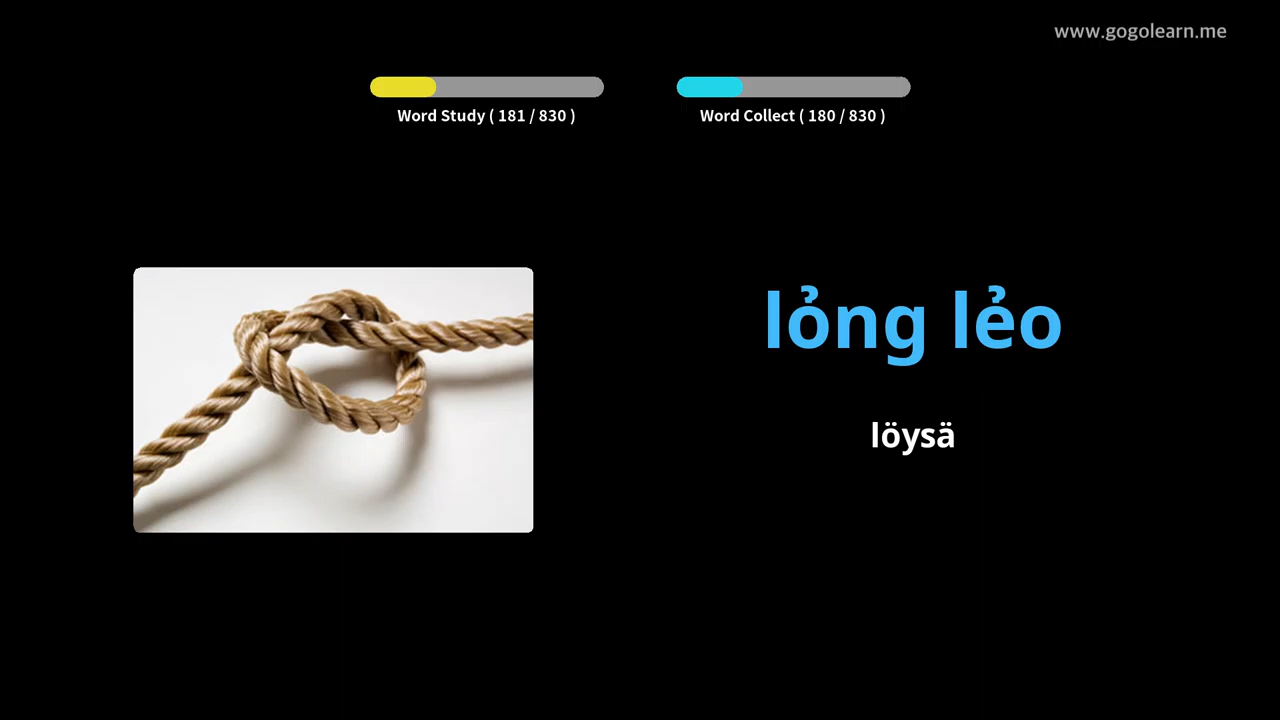 www.gogolearn.me
Word Study ( 181 / 830 )
Word Collect ( 180 / 830 )
lỏng lẻo
löysä